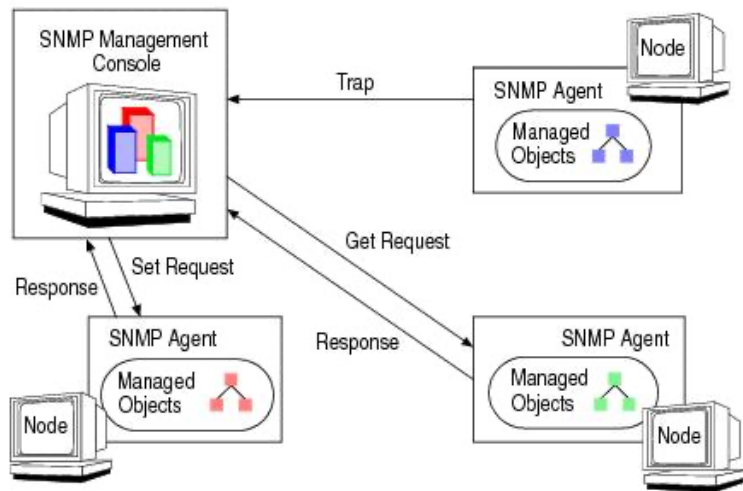 SNMP Management
Console
Trap
Node
SNMP Agent
Managed
Objects
Get Request
Set Request
Response
Response
SNMP Agent
Managed
Objects
Node
SNMP Agent
Managed
Objects
Node